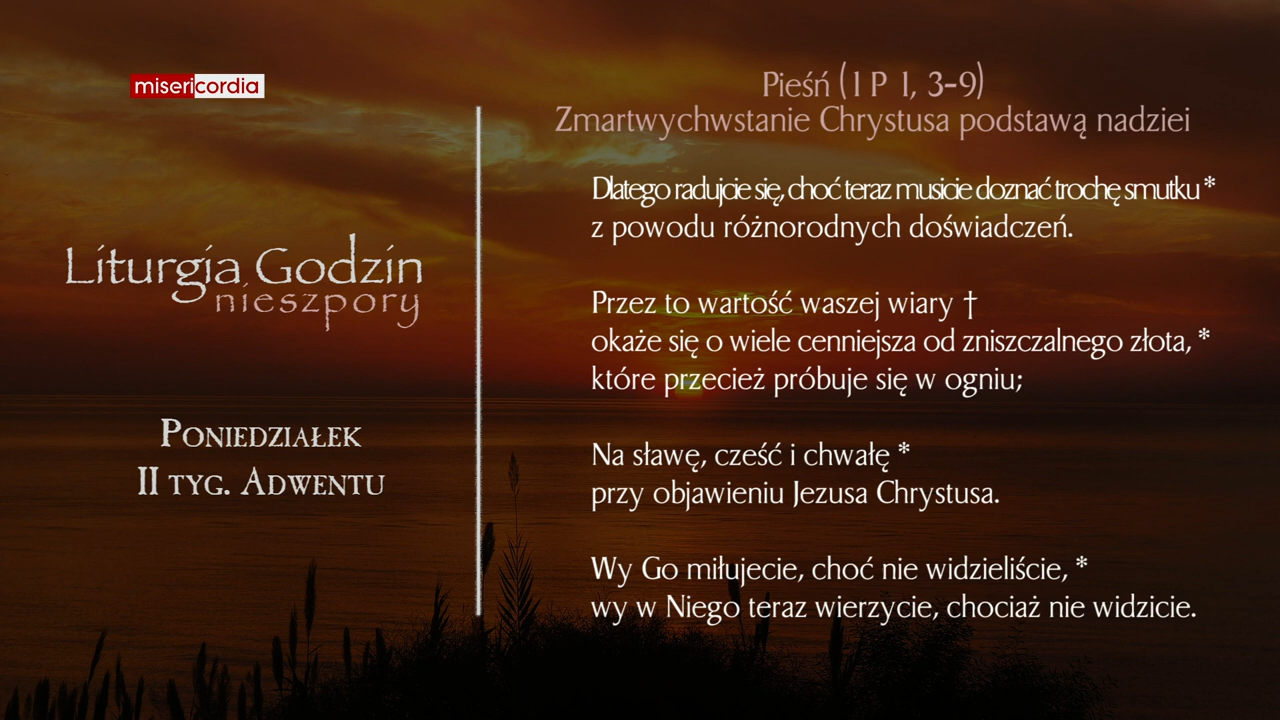 misericordia
Liturgia Godzin
nieszpory
Poniedziałek
II tyg. Adwentu
Pieśń (1 P 1, 3-9)
Zmartwychwstanie Chrystusa podstawą nadziei
Dlatego radujcie się, choć teraz musicie doznać trochę smutku *
z powodu różnorodnych doświadczeń.
Przez to wartość waszej wiary †
okaże się o wiele cenniejsza od zniszczalnego złota, *
które przecież próbuje się w ogniu;
Na sławę, cześć i chwałę *
przy objawieniu Jezusa Chrystusa.
Wy Go miłujecie, choć nie widzieliście, *
wy w Niego teraz wierzycie, chociaż nie widzicie.